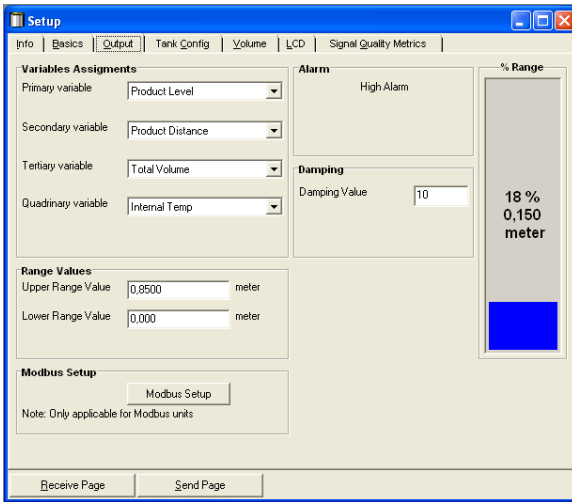 Setup
Info Basics Output Tank Config Volume LCD Signal Quality Metrics
Variables Assigments
Primary variable Product Level
Secondary variable Product Distance
Tertiary variable Total Volume
Quadrinary variable Internal Temp
Alarm
High Alarm
Damping
Damping Value 10
% Range
18 %
0,150
meter
Range Values
Upper Range Value 0,8500 meter
Lower Range Value 0,000 meter
Modbus Setup
Modbus Setup
Note: Only applicable for Modbus units
Receive Page Send Page